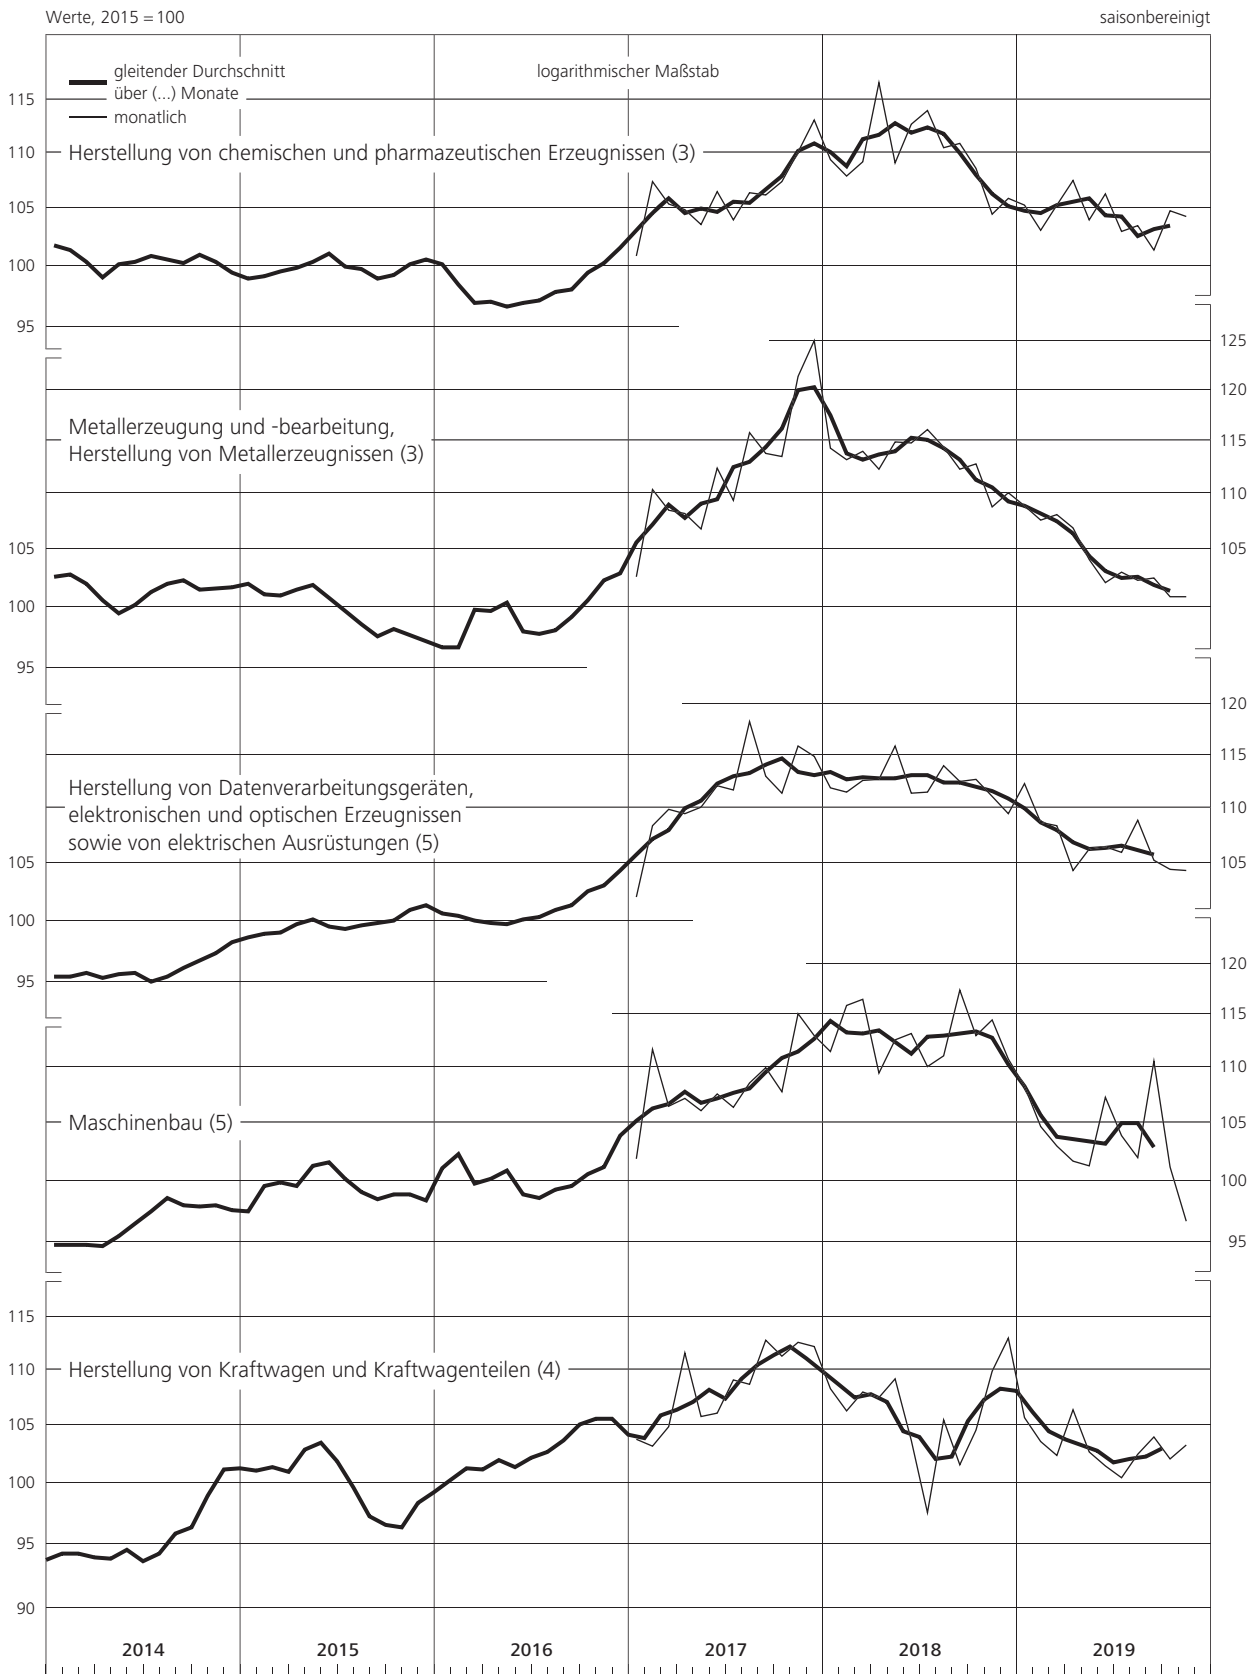 Werte, 2015 = 100
saisonbereinigt
gleitender Durchschnitt
über (...) Monate
monatlich
logarithmischer Maßstab
115
110
105
100
95
Herstellung von chemischen und pharmazeutischen Erzeugnissen (3)
125
120
115
110
105
Metallerzeugung und -bearbeitung,
Herstellung von Metallerzeugnissen (3)
105
100
95
120
115
110
105
Herstellung von Datenverarbeitungsgeräten,
elektronischen und optischen Erzeugnissen
sowie von elektrischen Ausrüstungen (5)
105
100
95
120
115
110
105
100
95
Maschinenbau (5)
115
110
105
100
95
90
Herstellung von Kraftwagen und Kraftwagenteilen (4)
2014 2015 2016 2017 2018 2019